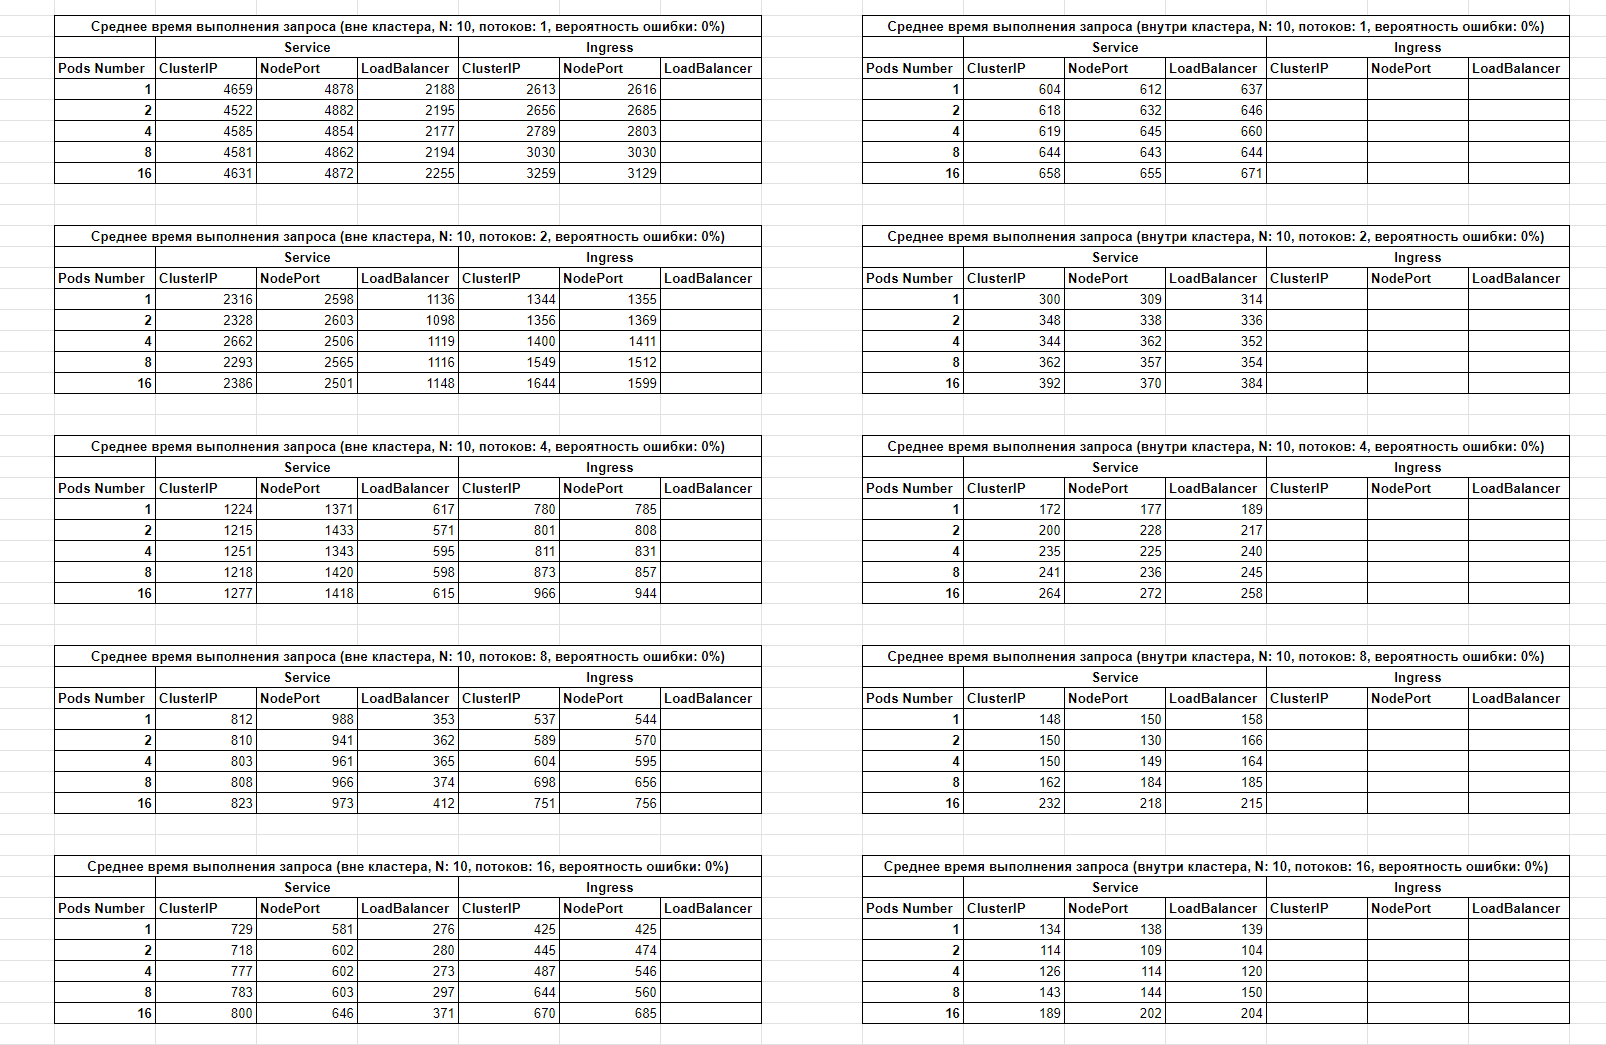 Среднее время выполнения запроса (вне кластера, N: 10, потоков: 1, вероятность ошибки: 0%)
Service Ingress
Pods Number ClusterIP NodePort LoadBalancer ClusterIP NodePort LoadBalancer
1 4659 4878 2188 2613 2616
2 4522 4882 2195 2656 2685
4 4585 4854 2177 2789 2803
8 4581 4862 2194 3030 3030
16 4631 4872 2255 3259 3129
Среднее время выполнения запроса (внутри кластера, N: 10, потоков: 1, вероятность ошибки: 0%)
Service Ingress
Pods Number ClusterIP NodePort LoadBalancer ClusterIP NodePort LoadBalancer
1 604 612 637
2 618 632 646
4 619 645 660
8 644 643 644
16 658 655 671
Среднее время выполнения запроса (вне кластера, N: 10, потоков: 2, вероятность ошибки: 0%)
Service Ingress
Pods Number ClusterIP NodePort LoadBalancer ClusterIP NodePort LoadBalancer
1 2316 2598 1136 1344 1355
2 2328 2603 1098 1356 1369
4 2662 2506 1119 1400 1411
8 2293 2565 1116 1549 1512
16 2386 2501 1148 1644 1599
Среднее время выполнения запроса (внутри кластера, N: 10, потоков: 2, вероятность ошибки: 0%)
Service Ingress
Pods Number ClusterIP NodePort LoadBalancer ClusterIP NodePort LoadBalancer
1 300 309 314
2 348 338 336
4 344 362 352
8 362 357 354
16 392 370 384
Среднее время выполнения запроса (вне кластера, N: 10, потоков: 4, вероятность ошибки: 0%)
Service Ingress
Pods Number ClusterIP NodePort LoadBalancer ClusterIP NodePort LoadBalancer
1 1224 1371 617 780 785
2 1215 1433 571 801 808
4 1251 1343 595 811 831
8 1218 1420 598 873 857
16 1277 1418 615 966 944
Среднее время выполнения запроса (внутри кластера, N: 10, потоков: 4, вероятность ошибки: 0%)
Service Ingress
Pods Number ClusterIP NodePort LoadBalancer ClusterIP NodePort LoadBalancer
1 172 177 189
2 200 228 217
4 235 225 240
8 241 236 245
16 264 272 258
Среднее время выполнения запроса (вне кластера, N: 10, потоков: 8, вероятность ошибки: 0%)
Service Ingress
Pods Number ClusterIP NodePort LoadBalancer ClusterIP NodePort LoadBalancer
1 812 988 353 537 544
2 810 941 362 589 570
4 803 961 365 604 595
8 808 966 374 698 656
16 823 973 412 751 756
Среднее время выполнения запроса (внутри кластера, N: 10, потоков: 8, вероятность ошибки: 0%)
Service Ingress
Pods Number ClusterIP NodePort LoadBalancer ClusterIP NodePort LoadBalancer
1 148 150 158
2 150 130 166
4 150 149 164
8 162 184 185
16 232 218 215
Среднее время выполнения запроса (вне кластера, N: 10, потоков: 16, вероятность ошибки: 0%)
Service Ingress
Pods Number ClusterIP NodePort LoadBalancer ClusterIP NodePort LoadBalancer
1 729 581 276 425 425
2 718 602 280 445 474
4 777 602 273 487 546
8 783 603 297 644 560
16 800 646 371 670 685
Среднее время выполнения запроса (внутри кластера, N: 10, потоков: 16, вероятность ошибки: 0%)
Service Ingress
Pods Number ClusterIP NodePort LoadBalancer ClusterIP NodePort LoadBalancer
1 134 138 139
2 114 109 104
4 126 114 120
8 143 144 150
16 189 202 204